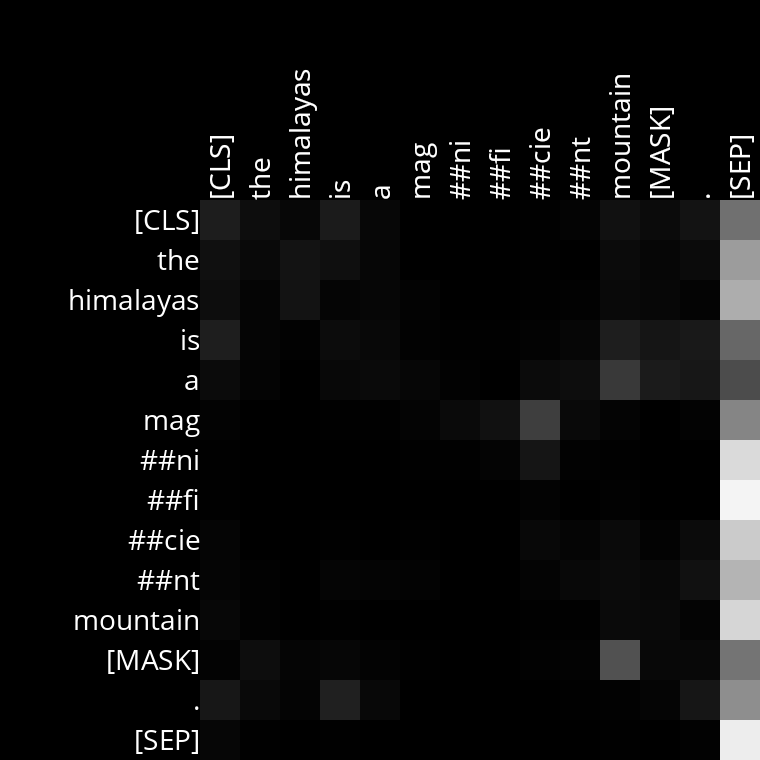 [CLS] the himalayas is a mag ##ni ##fi ##cie ##nt mountain [MASK] . [SEP]
[CLS]
the
himalayas
is
a
mag
##ni
##fi
##cie
##nt
mountain
[MASK]
.
[SEP]